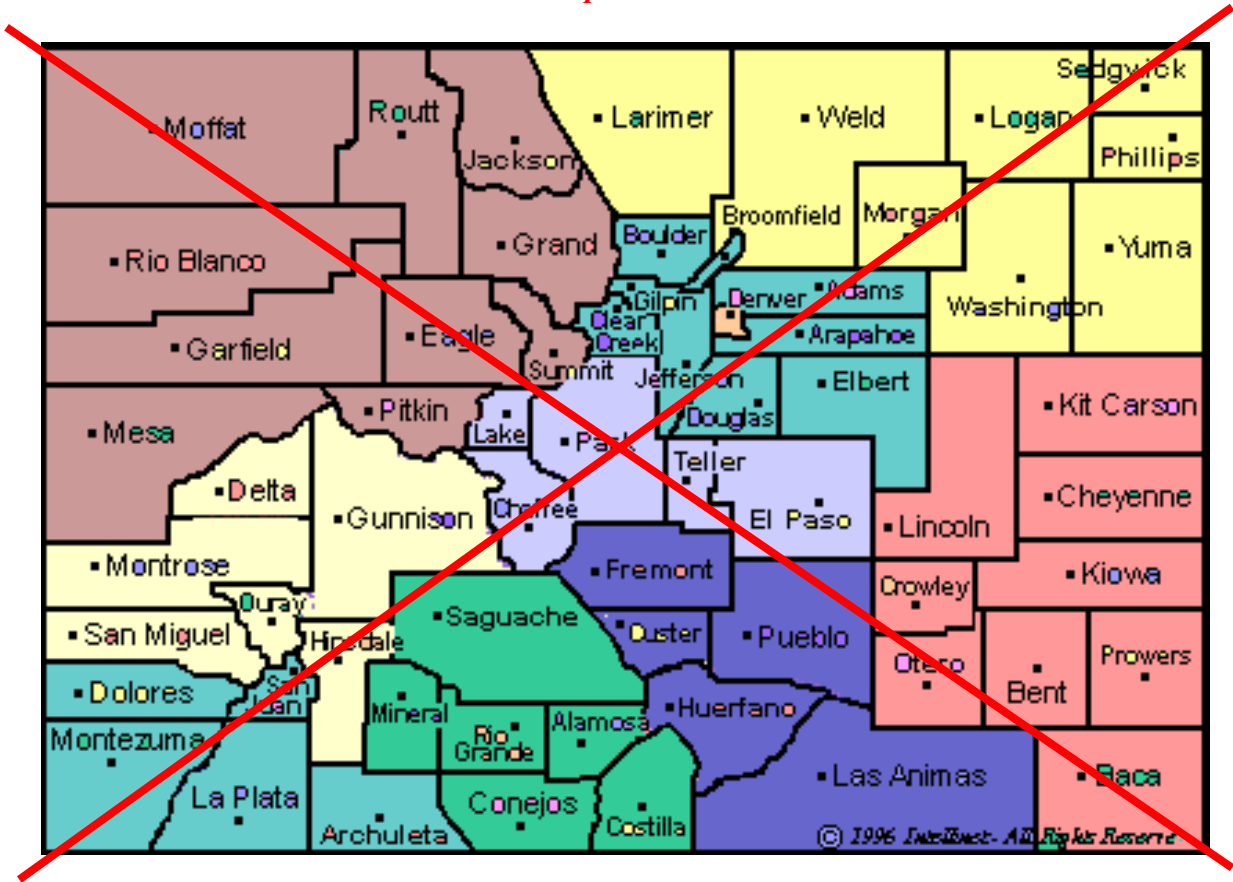 Sedgwick
Moffat
Routt
Larimer
Weld
Logan
Jackson
Phillips
Broomfield
Morgan
Boulder
Grand
Yuma
Rio Blanco
Gilpin
Denver
Adams
Washington
Clear
Creek
Arapahoe
Eagle
Garfield
Summit
Jefferson
Elbert
Pitkin
Douglas
Kit Carson
Mesa
Lake
Park
Teller
Delta
Cheyenne
Gunnison
Chaffee
El Paso
Lincoln
Montrose
Fremont
Kiowa
Crowley
Ouray
Saguache
San Miguel
Hinsdale
Custer
Pueblo
Prowers
Otero
Dolores
San
Juan
Bent
Mineral
Huerfano
Alamosa
Rio
Grande
Montezuma
Las Animas
Baca
La Plata
Conejos
Costilla
Archuleta
© 1996 All Rights Reserve